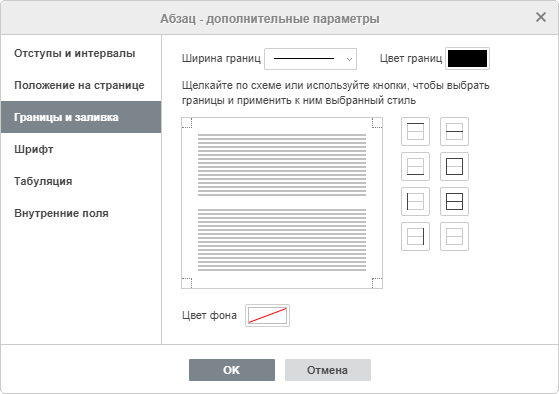 Абзац - дополнительные параметры
Отступы и интервалы
Положение на странице
Границы и заливка
Шрифт
Табуляция
Внутренние поля
Ширина границ
Цвет границ
Щелкайте по схеме или используйте кнопки, чтобы выбрать
границы и применить к ним выбранный стиль
Цвет фона
OK
Отмена